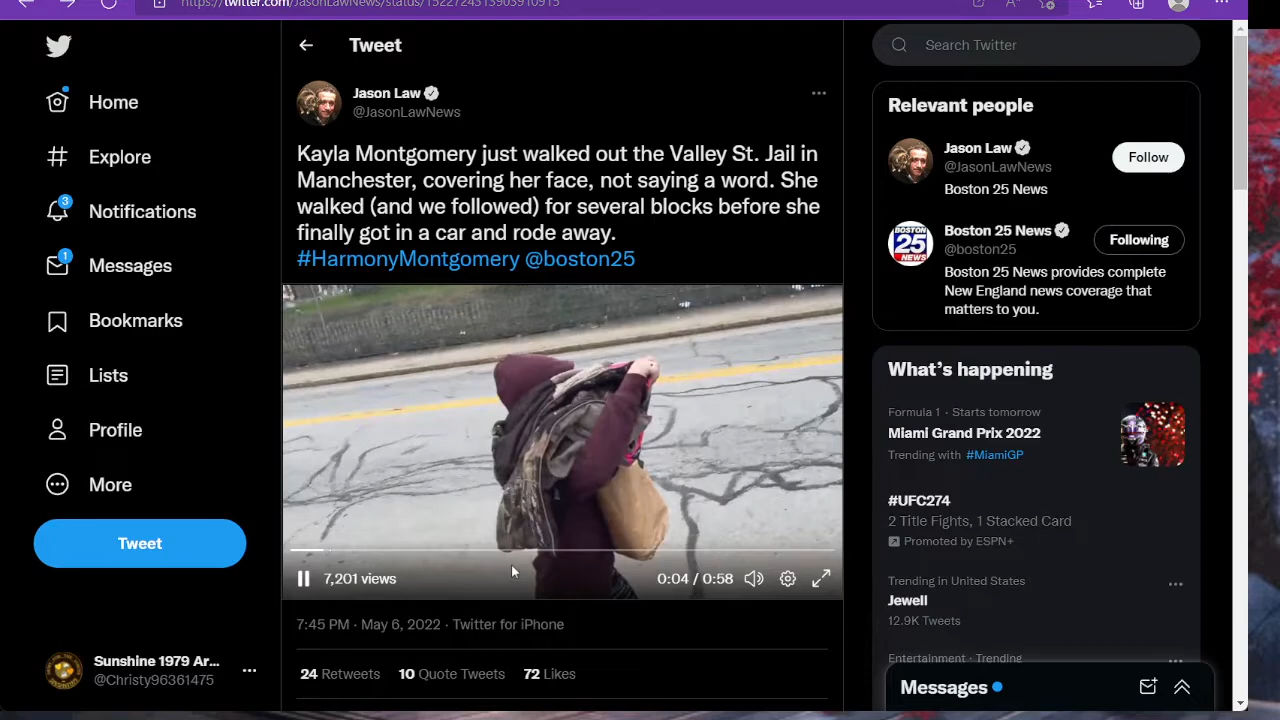 https://twitter.com/JasonLawNews/status/1522724513903910915
Home
Explore
3
Notifications
1
Messages
Bookmarks
Lists
Profile
More
Tweet
Sunshine 1979 Ar...
@Christy96361475
Tweet
Jason Law
@JasonLawNews
Kayla Montgomery just walked out the Valley St. Jail in
Manchester, covering her face, not saying a word. She
walked (and we followed) for several blocks before she
finally got in a car and rode away.
#HarmonyMontgomery @boston25
7,201 views
0:04 / 0:58
7:45 PM · May 6, 2022 · Twitter for iPhone
24 Retweets 10 Quote Tweets 72 Likes
Search Twitter
Relevant people
Jason Law
@JasonLawNews
Follow
Boston 25 News
BOSTON
25
NEWS
Boston 25 News
@boston25
Following
Boston 25 News provides complete
New England news coverage that
matters to you.
What's happening
Formula 1 · Starts tomorrow
Miami Grand Prix 2022
Trending with #MiamiGP
#UFC274
2 Title Fights, 1 Stacked Card
Promoted by ESPN+
Trending in United States
Jewell
12.9K Tweets
Entertainment · Trending
Messages